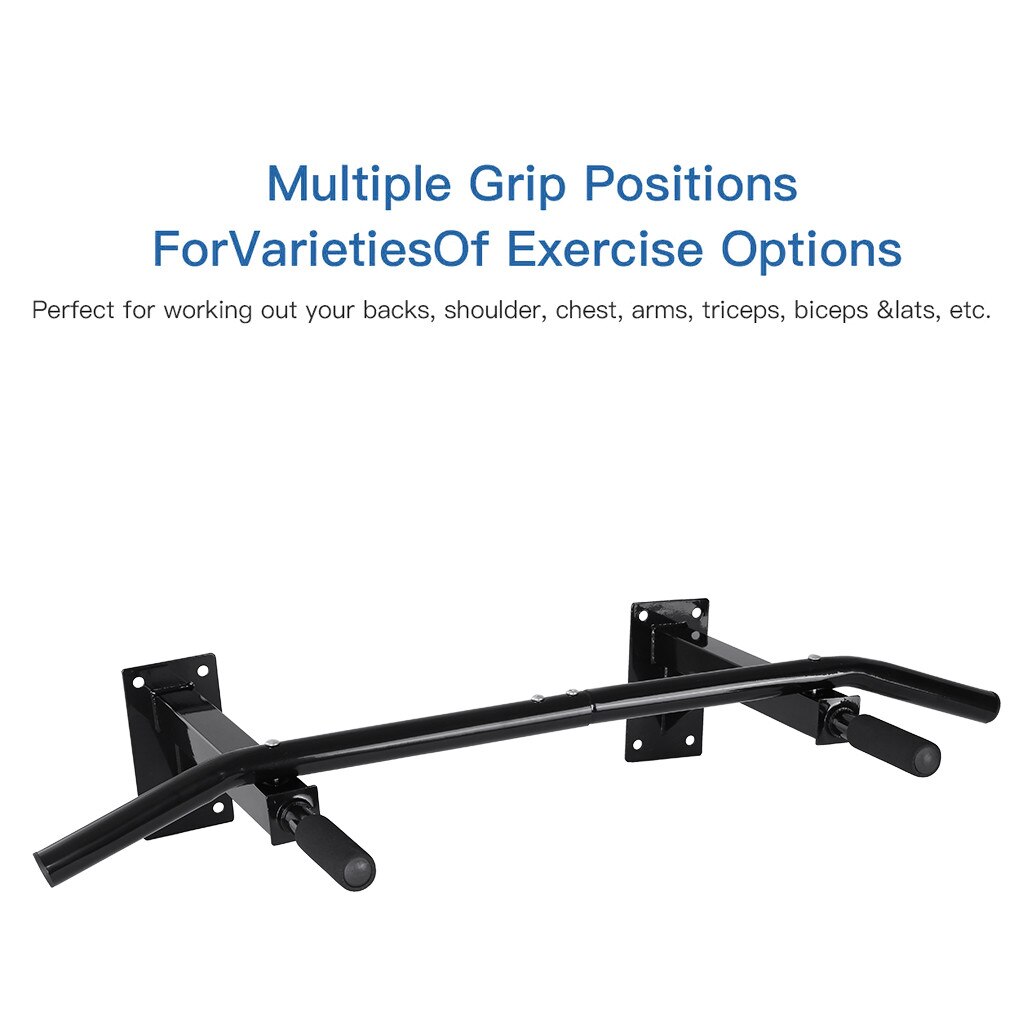 Multiple Grip Positions
ForVarietiesOf Exercise Options
Perfect for working out your backs, shoulder, chest, arms, triceps, biceps &lats, etc.